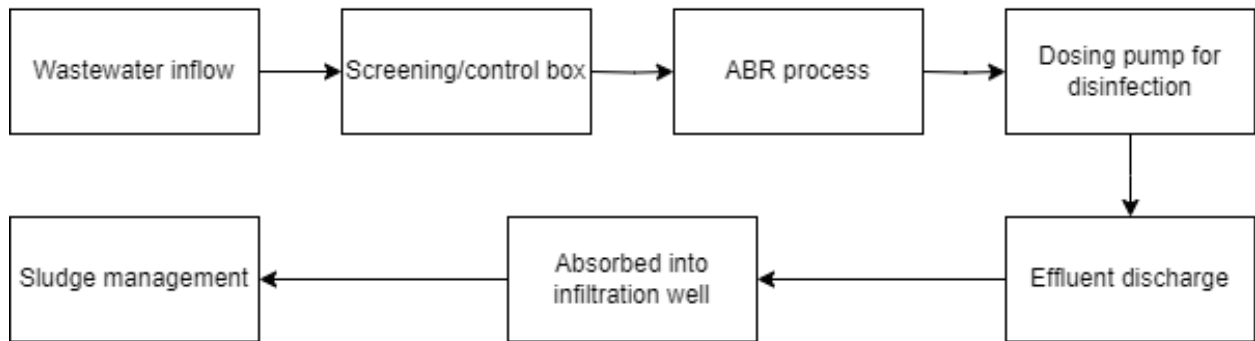 Wastewater inflow
Screening/control box
ABR process
Dosing pump for
disinfection
Effluent discharge
Absorbed into
infiltration well
Sludge management